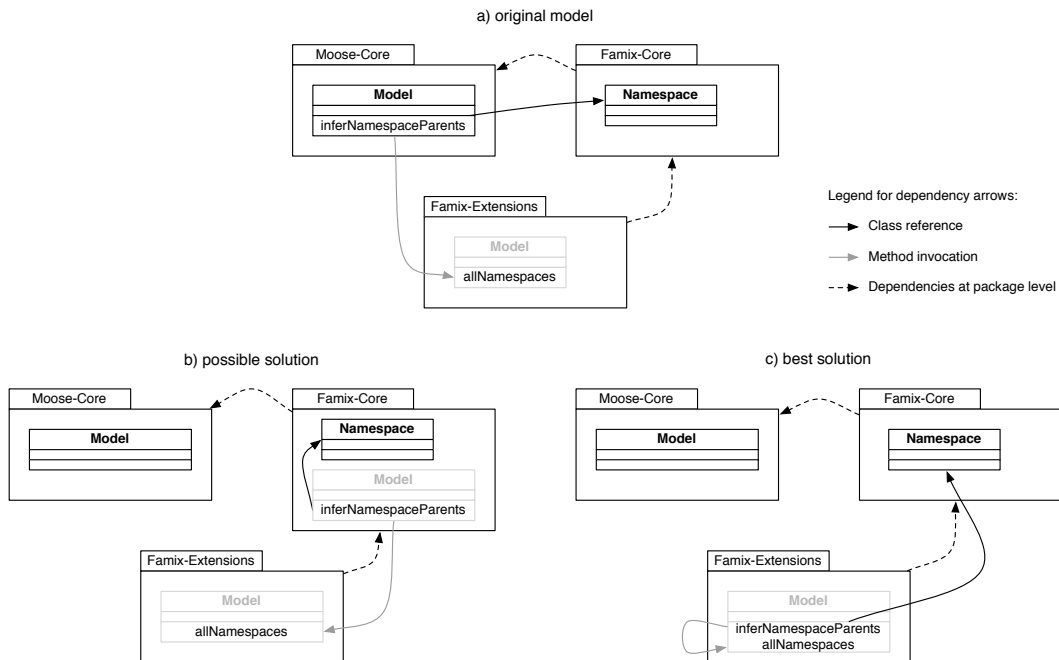 a) original model
Moose-Core
Famix-Core
Model
inferNamespaceParents
Namespace
Famix-Extensions
Model
allNamespaces
Legend for dependency arrows:
Class reference
Method invocation
Dependencies at package level
b) possible solution
Moose-Core
Famix-Core
Model
Namespace
Model
inferNamespaceParents
Famix-Extensions
Model
allNamespaces
c) best solution
Moose-Core
Famix-Core
Model
Namespace
Famix-Extensions
Model
inferNamespaceParents
allNamespaces